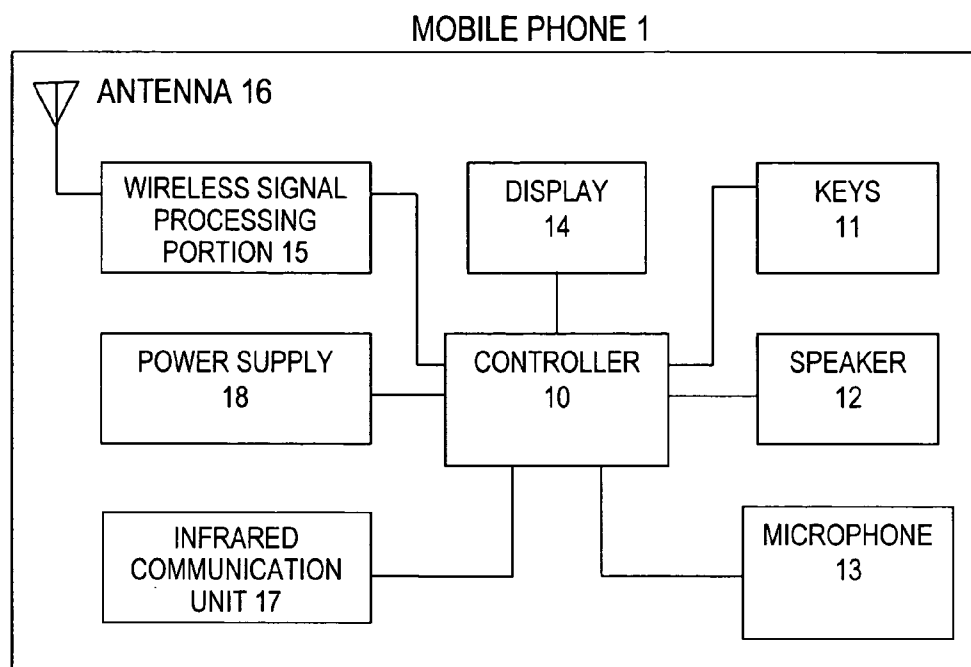 MOBILE PHONE 1
ANTENNA 16
WIRELESS SIGNAL
PROCESSING
PORTION 15
DISPLAY
14
KEYS
11
POWER SUPPLY
18
CONTROLLER
10
SPEAKER
12
INFRARED
COMMUNICATION
UNIT 17
MICROPHONE
13